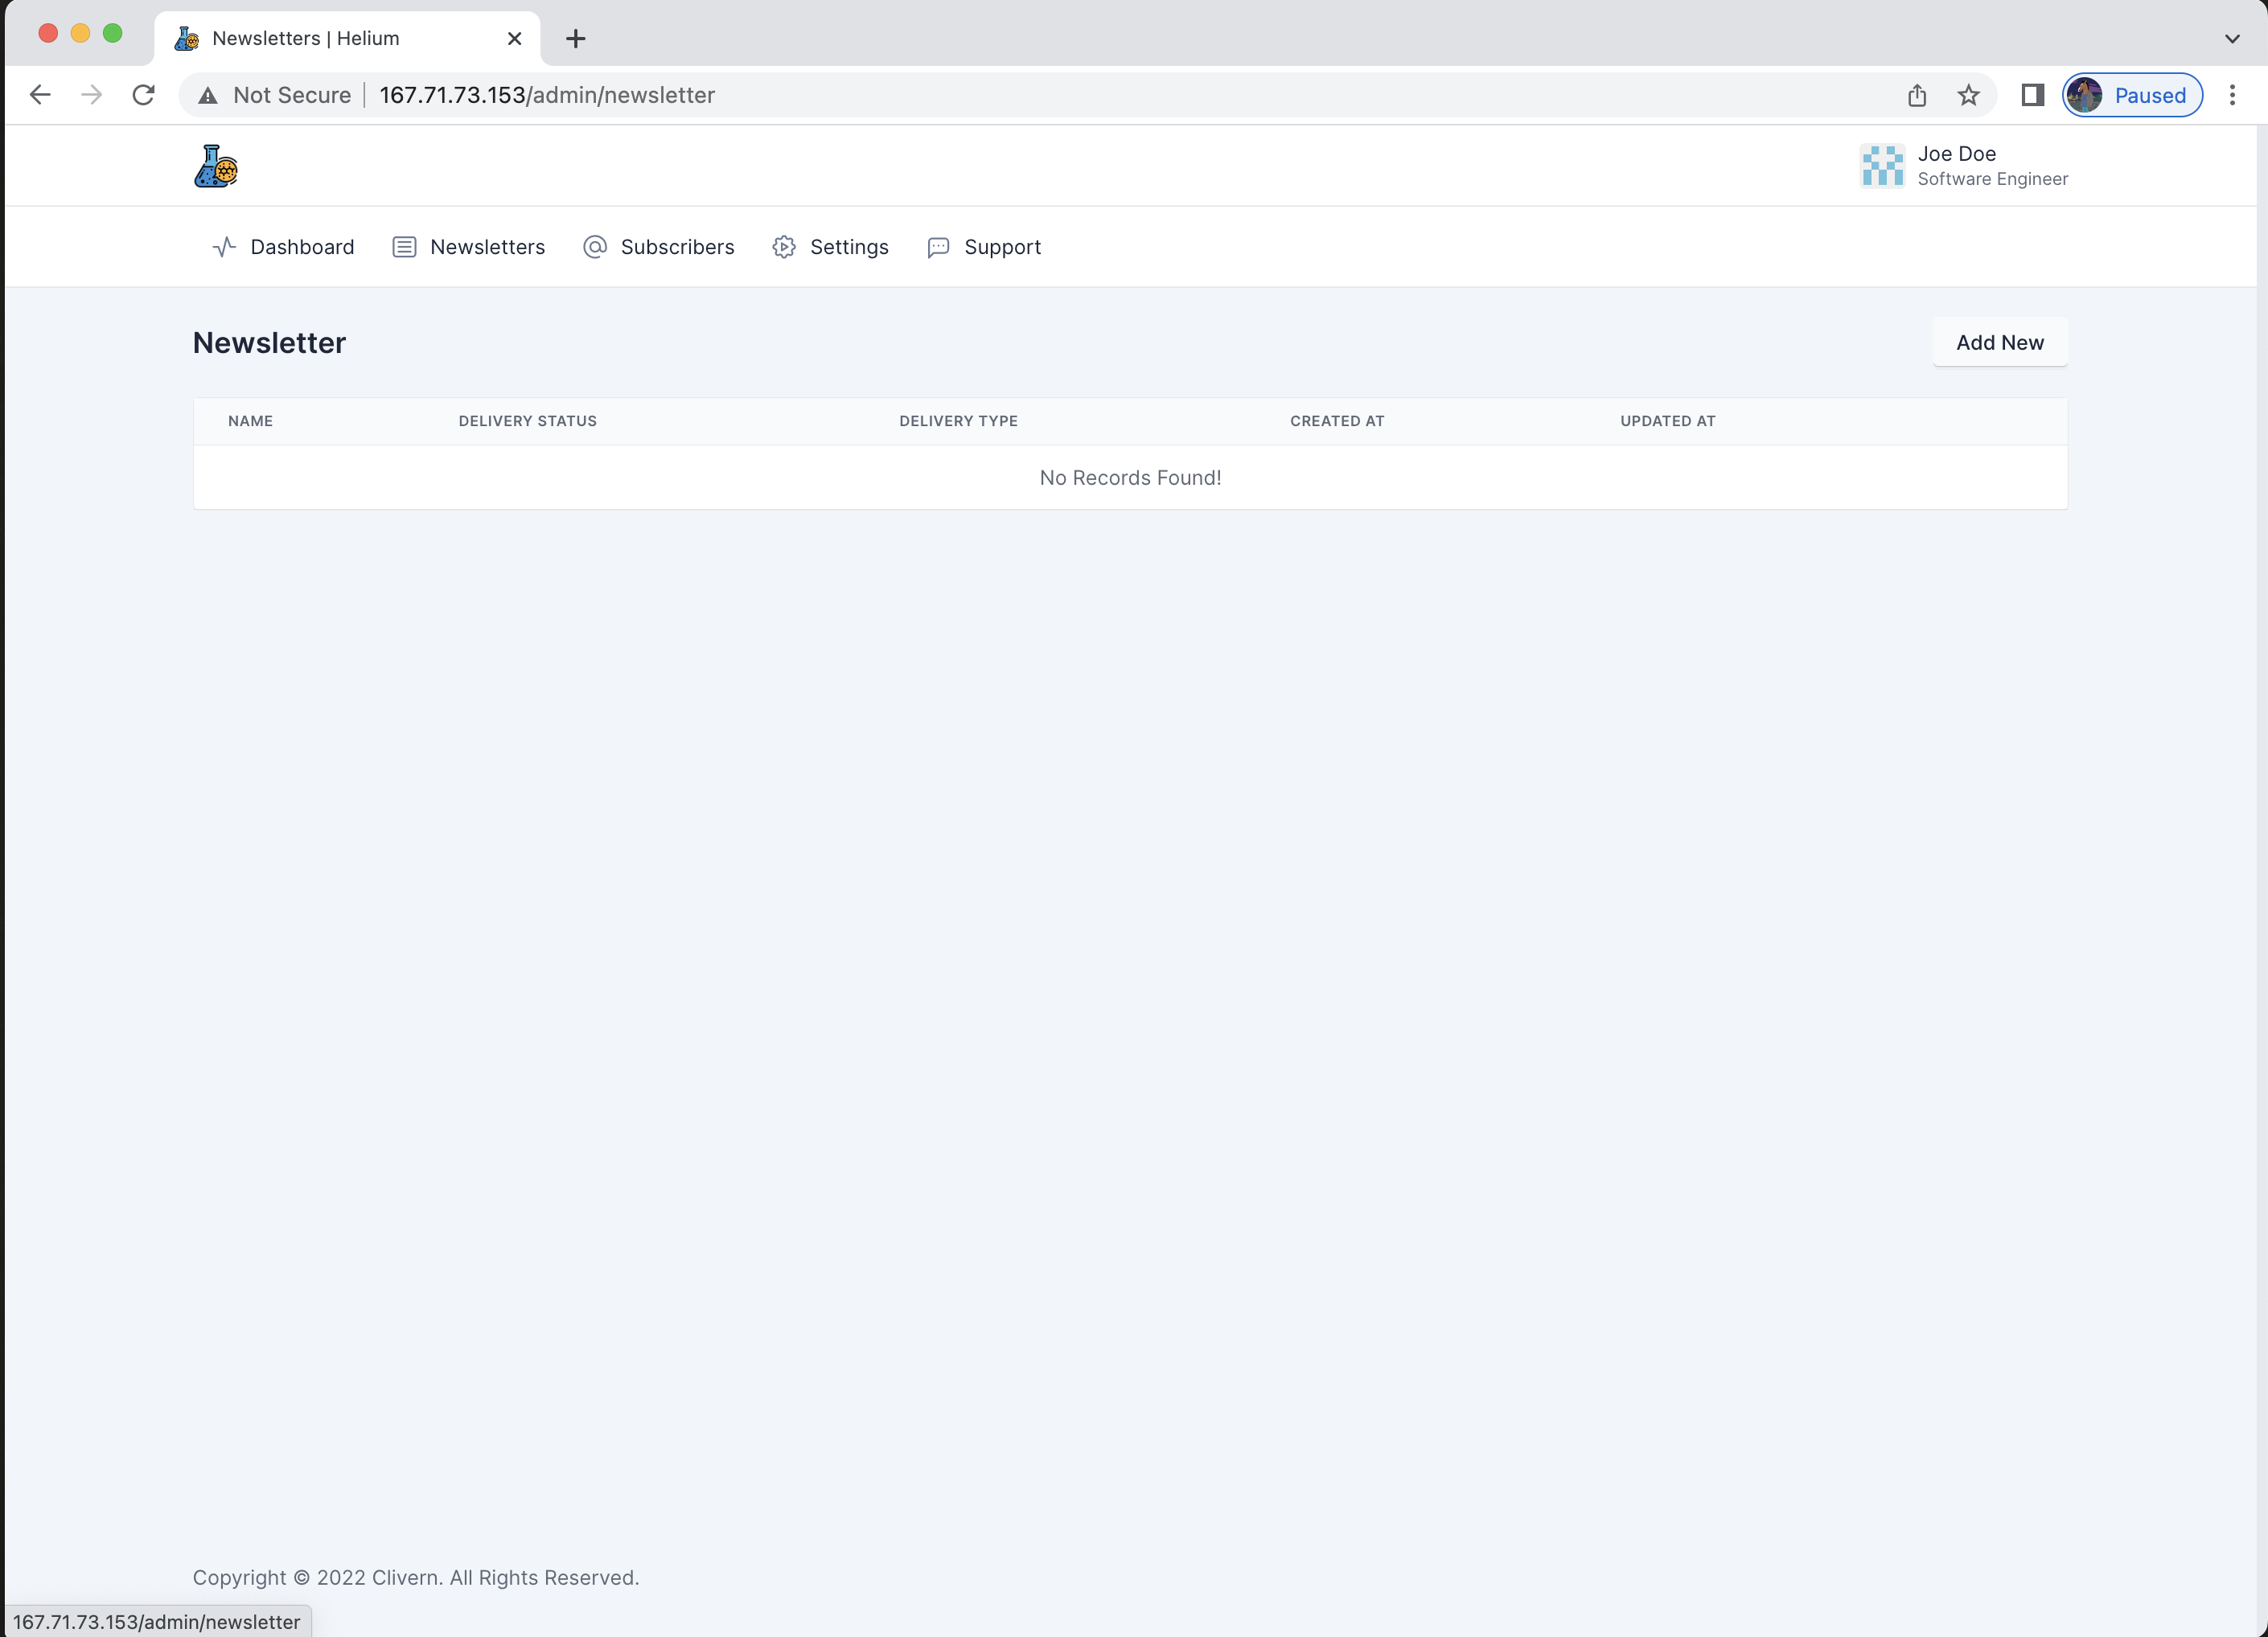 Newsletters | Helium
Not Secure 167.71.73.153/admin/newsletter
Paused
Joe Doe
Software Engineer
Dashboard Newsletters Subscribers Settings Support
Newsletter
Add New
NAME DELIVERY STATUS DELIVERY TYPE CREATED AT UPDATED AT
No Records Found!
Copyright © 2022 Clivern. All Rights Reserved.
167.71.73.153/admin/newsletter